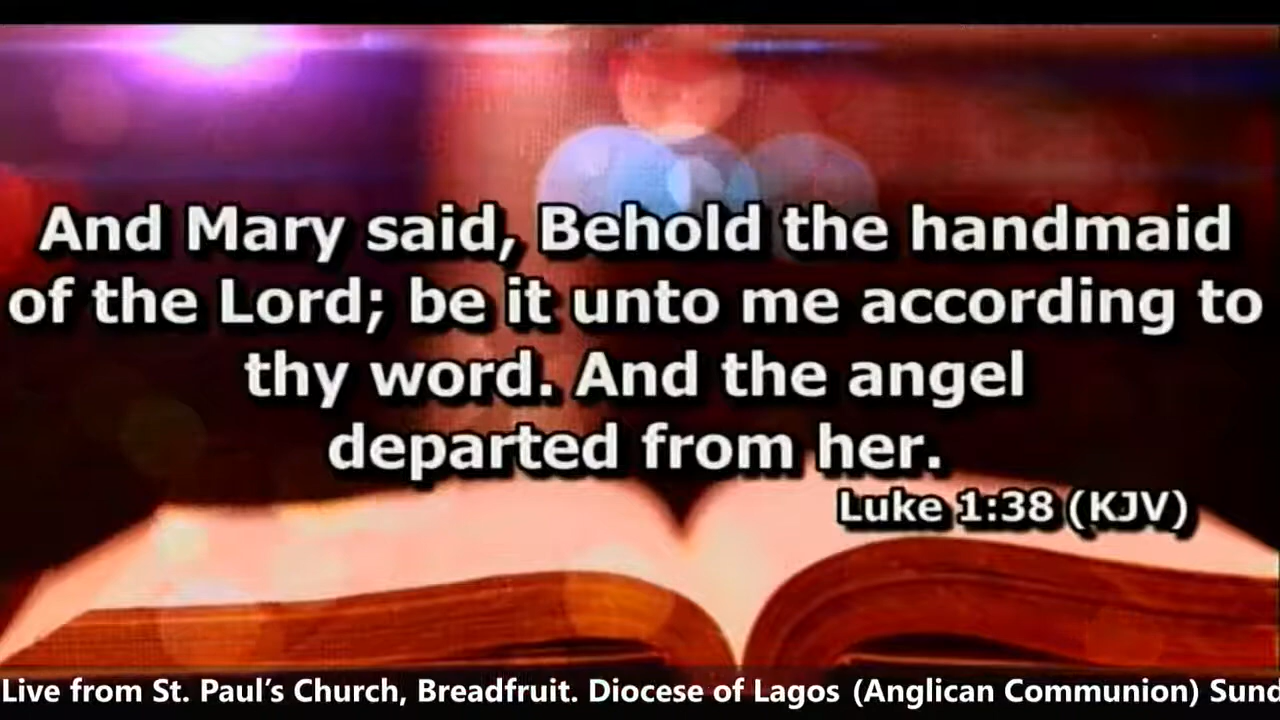 And Mary said, Behold the handmaid
of the Lord; be it unto me according to
thy word. And the angel
departed from her.
Luke 1:38 (KJV)
Live from St. Paul's Church, Breadfruit. Diocese of Lagos (Anglican Communion) Sund